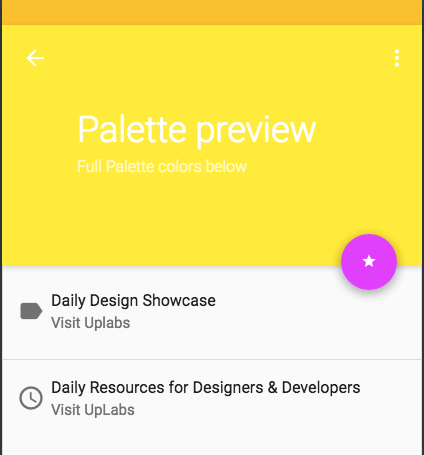 Palette preview
Full Palette colors below
Daily Design Showcase
Visit Uplabs
Daily Resources for Designers & Developers
Visit UpLabs